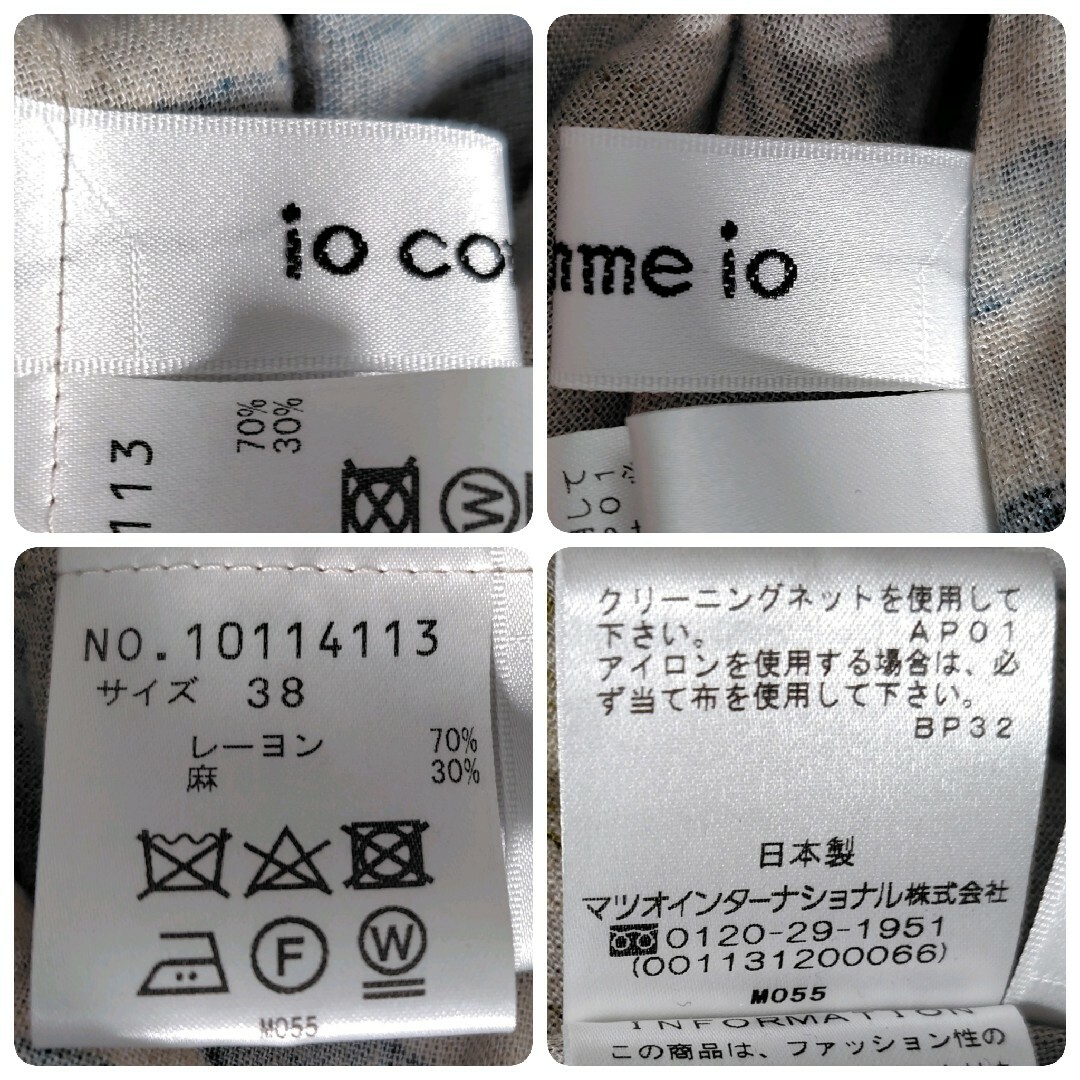 io co
70%
30%
113
mme io
NO.10114113
サイズ 38
レーヨン 70%
麻 30%
F
W
M055
クリーニングネットを使用して
下さい。 AP01
アイロンを使用する場合は、必
ず当て布を使用して下さい。
BP32
日本製
マツオインターナショナル株式会社
0120-29-1951
(001131200066)
M055
INFORMATION
この商品は、ファッション性の